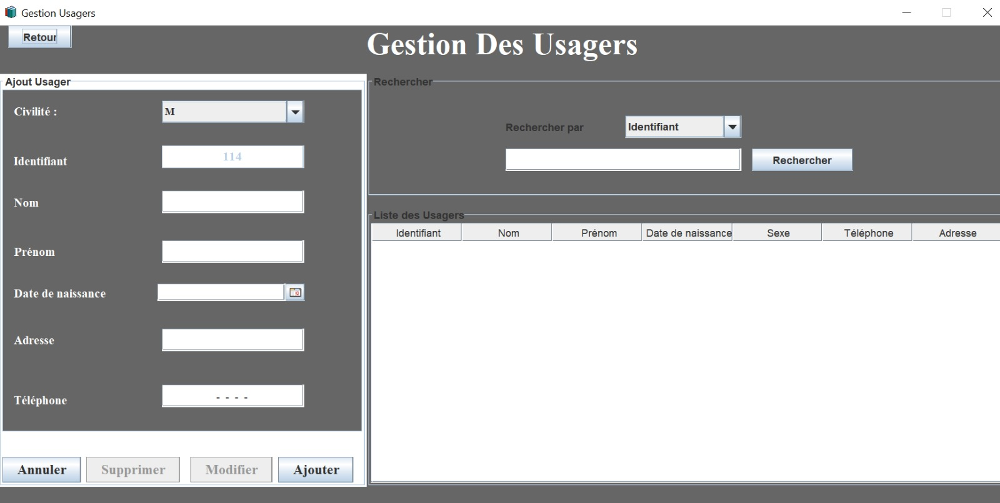 Gestion Usagers
Retour
Gestion Des Usagers
Ajout Usager
Civilité : M
Identifiant 114
Nom
Prénom
Date de naissance
Adresse
Téléphone - - - -
Annuler Supprimer Modifier Ajouter
Rechercher
Rechercher par Identifiant
Rechercher
Liste des Usagers
Identifiant Nom Prénom Date de naissance Sexe Téléphone Adresse